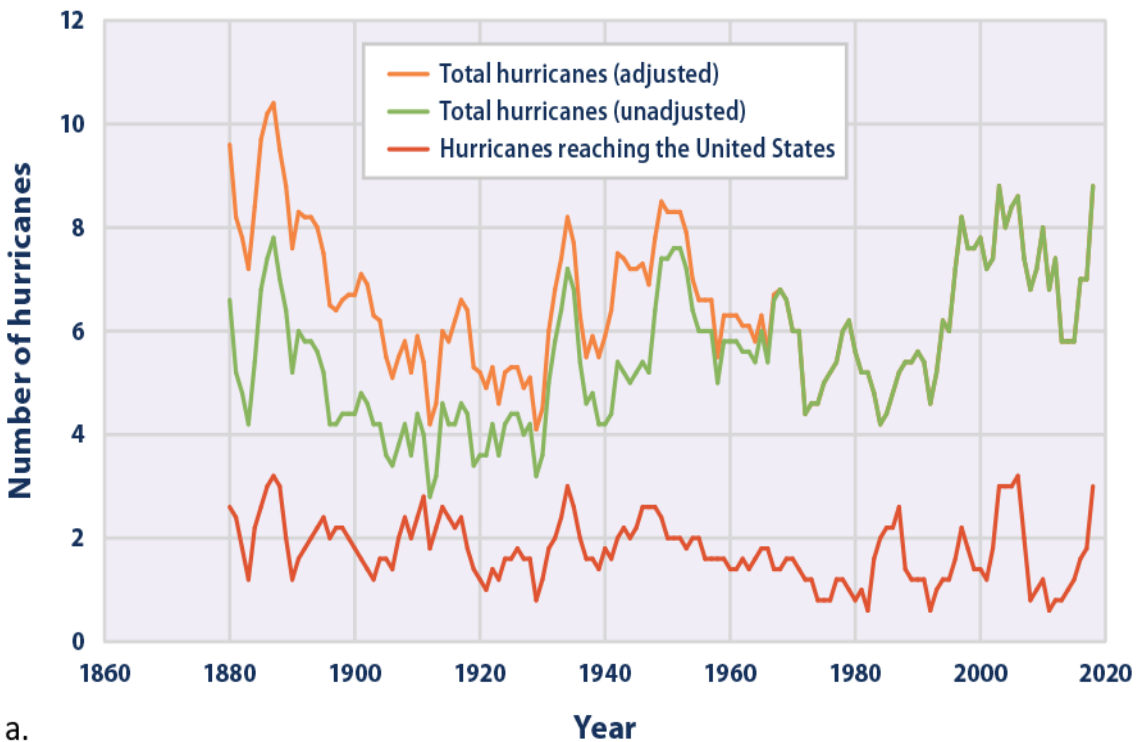 12
Total hurricanes (adjusted)
Total hurricanes (unadjusted)
Hurricanes reaching the United States
10
8
6
4
2
0
Number of hurricanes
1860 1880 1900 1920 1940 1960 1980 2000 2020
a.
Year